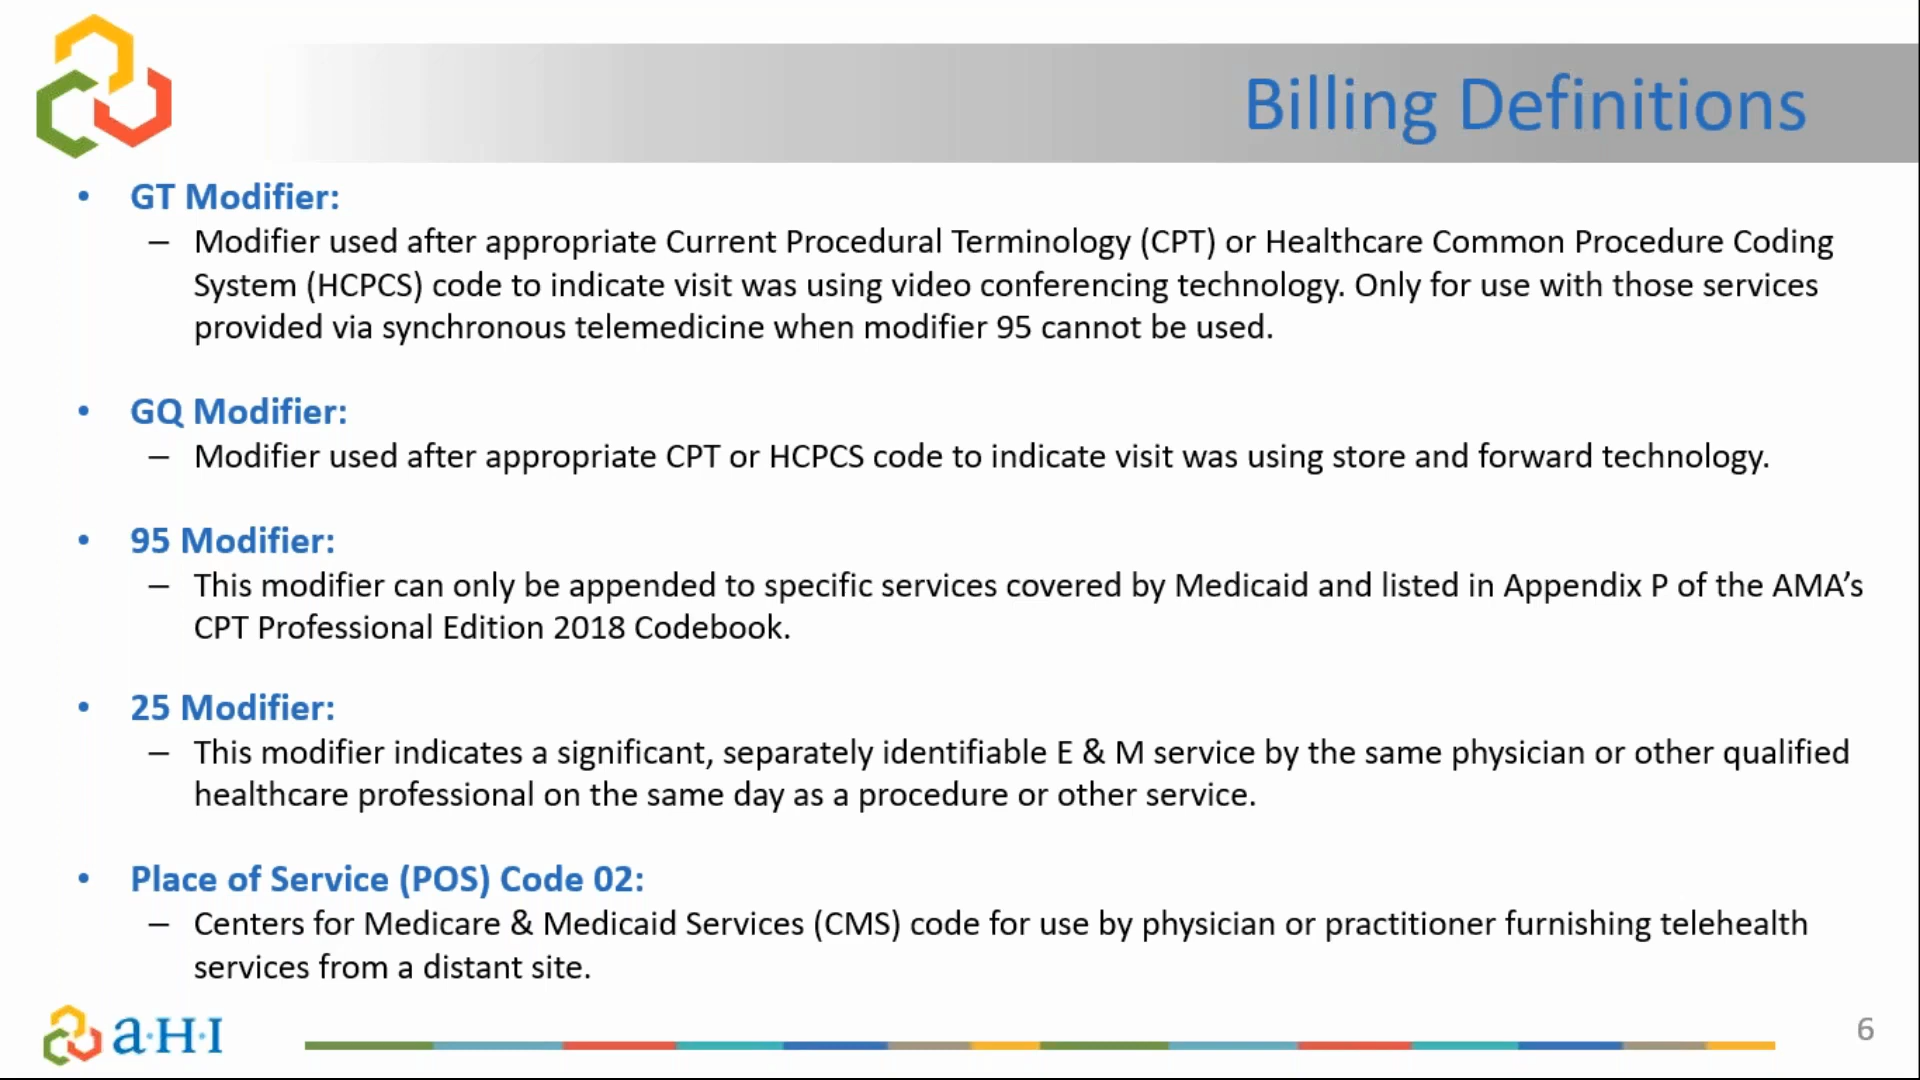 Billing Definitions
• GT Modifier:
– Modifier used after appropriate Current Procedural Terminology (CPT) or Healthcare Common Procedure Coding
System (HCPCS) code to indicate visit was using video conferencing technology. Only for use with those services
provided via synchronous telemedicine when modifier 95 cannot be used.
• GQ Modifier:
– Modifier used after appropriate CPT or HCPCS code to indicate visit was using store and forward technology.
• 95 Modifier:
– This modifier can only be appended to specific services covered by Medicaid and listed in Appendix P of the AMA’s
CPT Professional Edition 2018 Codebook.
• 25 Modifier:
– This modifier indicates a significant, separately identifiable E & M service by the same physician or other qualified
healthcare professional on the same day as a procedure or other service.
• Place of Service (POS) Code 02:
– Centers for Medicare & Medicaid Services (CMS) code for use by physician or practitioner furnishing telehealth
services from a distant site.
a·H·I
6